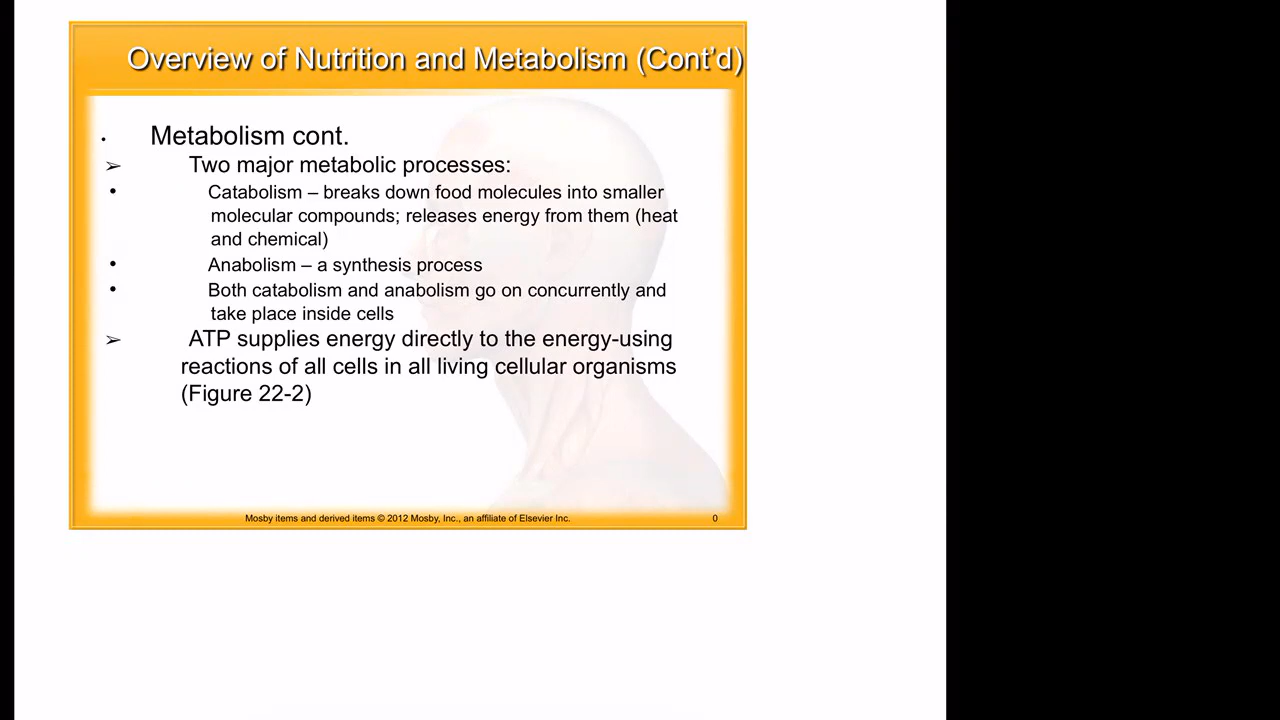 Overview of Nutrition and Metabolism (Cont’d)
• Metabolism cont.
➢ Two major metabolic processes:
• Catabolism – breaks down food molecules into smaller
molecular compounds; releases energy from them (heat
and chemical)
• Anabolism – a synthesis process
• Both catabolism and anabolism go on concurrently and
take place inside cells
➢ ATP supplies energy directly to the energy-using
reactions of all cells in all living cellular organisms
(Figure 22-2)
Mosby items and derived items © 2012 Mosby, Inc., an affiliate of Elsevier Inc. 0